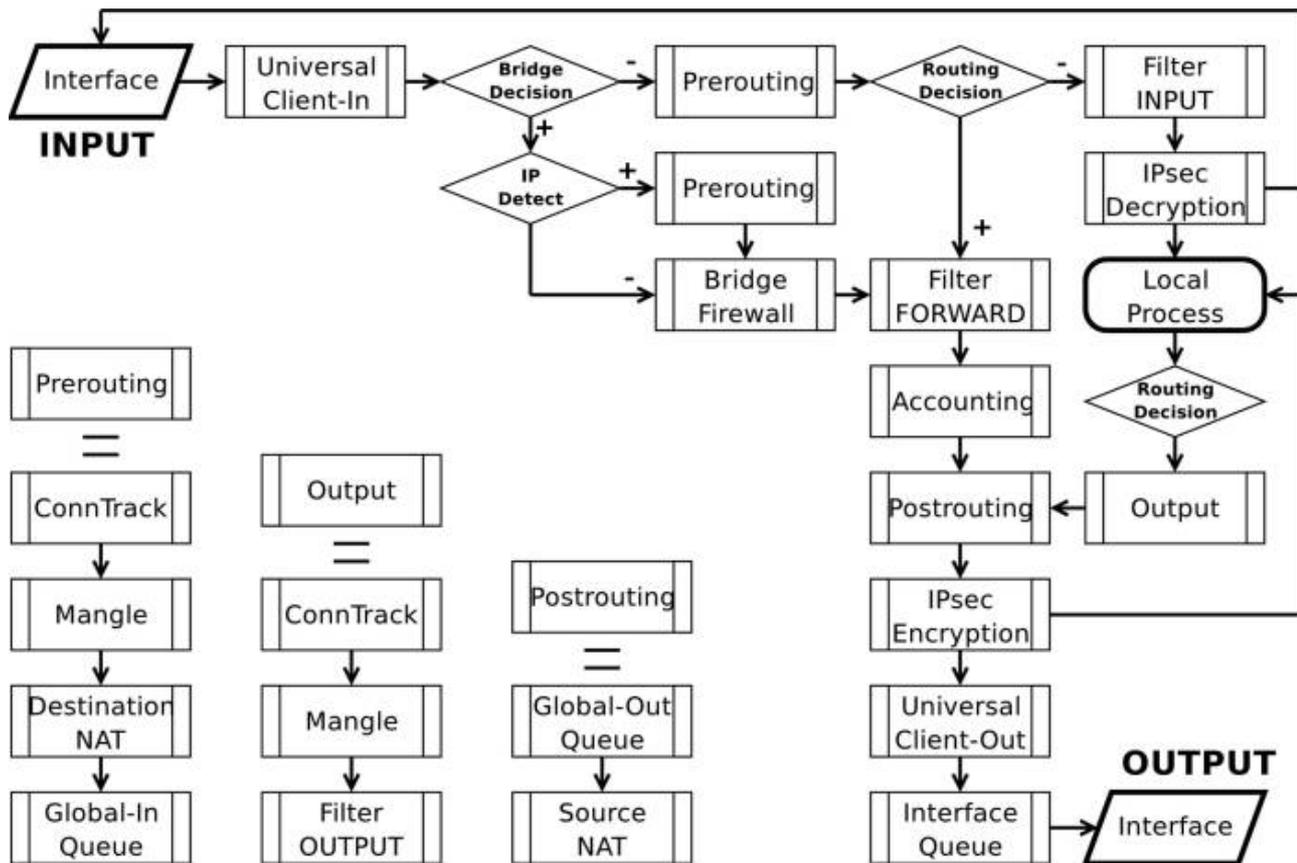 Interface
INPUT
Universal
Client-In
Bridge
Decision
-
+
Prerouting
Routing
Decision
-
+
Filter
INPUT
IP
Detect
+
-
Prerouting
IPsec
Decryption
Bridge
Firewall
Filter
FORWARD
Local
Process
Accounting
Routing
Decision
Postrouting
Output
IPsec
Encryption
Universal
Client-Out
Interface
Queue
OUTPUT
Interface
Prerouting
=
ConnTrack
Mangle
Destination
NAT
Global-In
Queue
Output
=
ConnTrack
Mangle
Filter
OUTPUT
Postrouting
=
Global-Out
Queue
Source
NAT